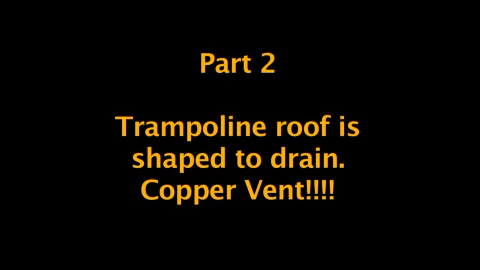 Part 2
Trampoline roof is
shaped to drain.
Copper Vent!!!!